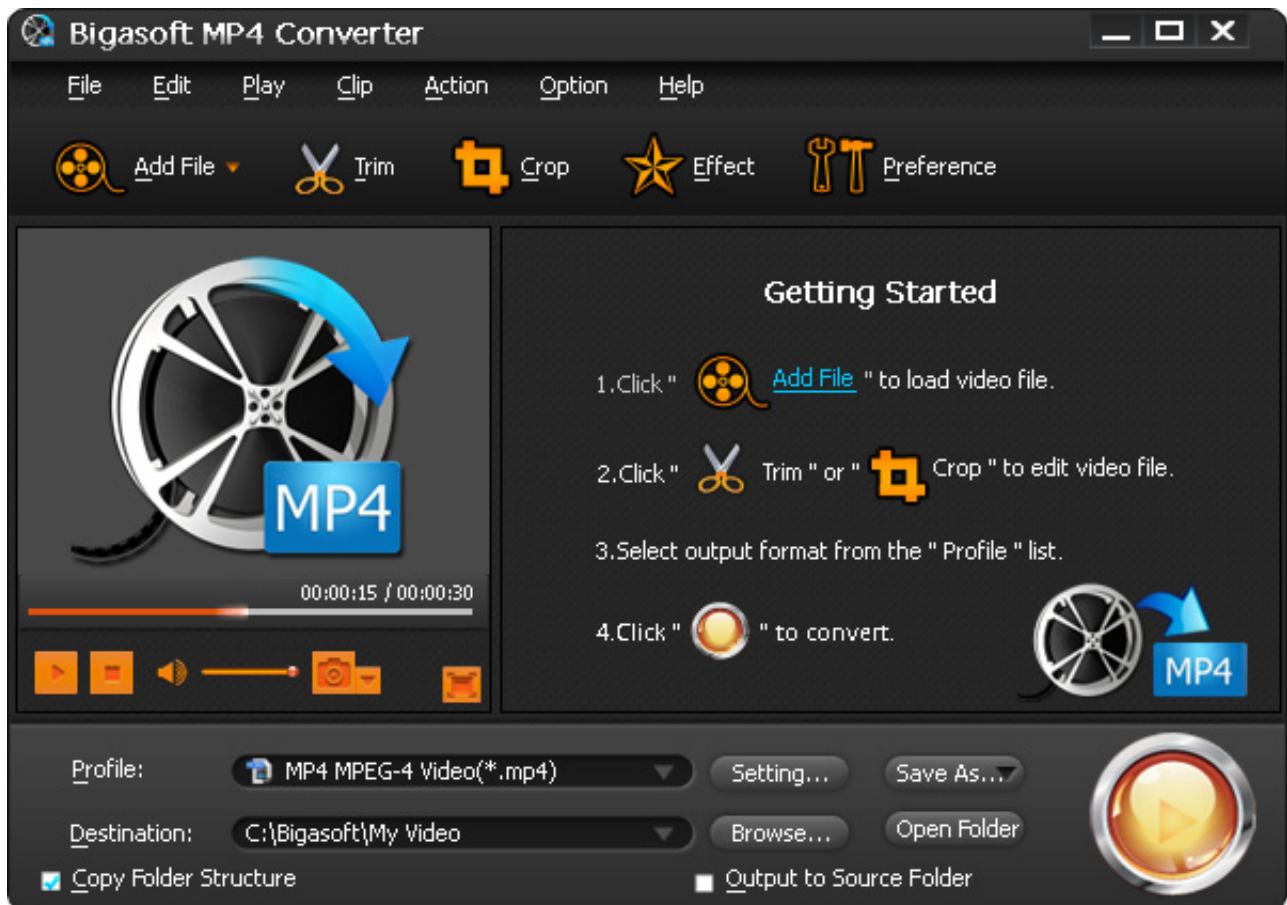 Bigasoft MP4 Converter
File Edit Play Clip Action Option Help
Add File Trim Crop Effect Preference
MP4
00:00:15 / 00:00:30
Getting Started
1.Click " Add File " to load video file.
2.Click " Trim " or " Crop " to edit video file.
3.Select output format from the " Profile " list.
4.Click " " to convert.
MP4
Profile: MP4 MPEG-4 Video(*.mp4) Setting... Save As...
Destination: C:\Bigasoft\My Video Browse... Open Folder
Copy Folder Structure Output to Source Folder